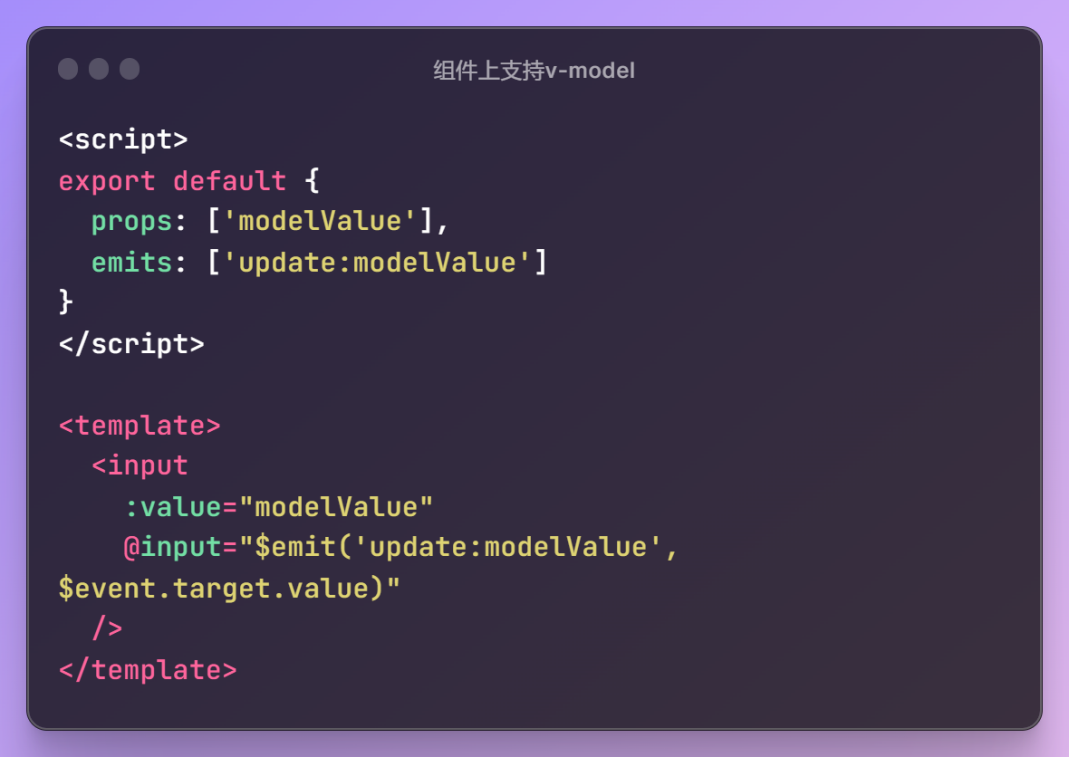 组件上支持v-model
<script>
export default {
  props: ['modelValue'],
  emits: ['update:modelValue']
}
</script>

<template>
  <input
    :value="modelValue"
    @input="$emit('update:modelValue',
$event.target.value)"
  />
</template>